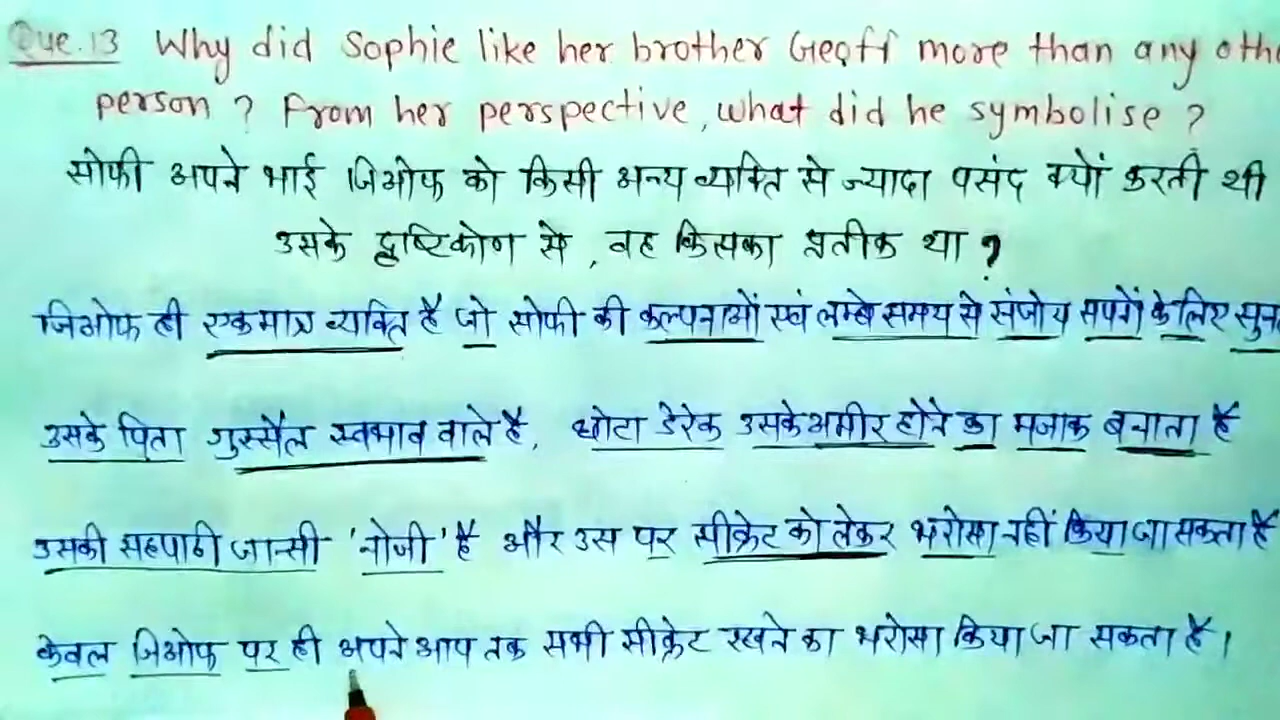 Que.13 Why did Sophie like her brother Geoff more than any othe
person ? From her perspective, what did he symbolise ?
सोफी अपने भाई जिओफ को किसी अन्य व्यक्ति से ज्यादा पसंद क्यों करती थी
उसके दृष्टिकोण से , वह किसका प्रतीक था ?
जिओफ ही एकमात्र व्यक्ति है जो सोफी की कल्पनाओं एवं लम्बे समय से संजोय सपनों के लिए सुन
उसके पिता गुस्सैल स्वभाव वाले है, छोटा डेरेक उसके अमीर होने का मजाक बनाता है
उसकी सहपाठी जान्सी 'नोजी' है और उस पर सीक्रेट को लेकर भरोसा नहीं किया जा सकता है
केवल जिओफ पर ही अपने आप तक सभी सीक्रेट रखने का भरोसा किया जा सकता है।